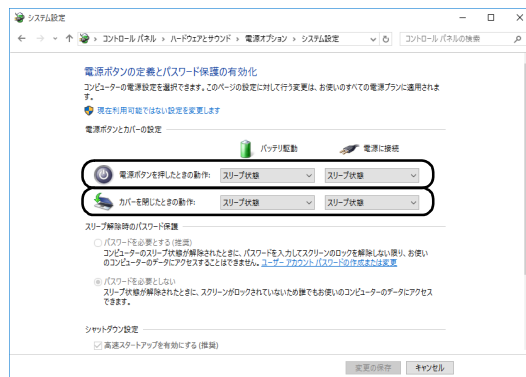 システム設定
コントロール パネル › ハードウェアとサウンド › 電源オプション › システム設定
コントロール パネルの検索
電源ボタンの定義とパスワード保護の有効化
コンピューターの電源設定を選択できます。このページの設定に対して行う変更は、お使いのすべての電源プランに適用されま
す。
現在利用可能ではない設定を変更します
電源ボタンとカバーの設定
バッテリ駆動 電源に接続
電源ボタンを押したときの動作: スリープ状態 スリープ状態
カバーを閉じたときの動作: スリープ状態 スリープ状態
スリープ解除時のパスワード保護
パスワードを必要とする (推奨)
コンピューターのスリープ状態が解除されたときに、パスワードを入力してスクリーンのロックを解除しない限り、お使い
のコンピューターのデータにアクセスすることはできません。ユーザー アカウント パスワードの作成または変更
パスワードを必要としない
スリープ状態が解除されたときに、スクリーンがロックされていないため誰でもお使いのコンピューターのデータにアクセス
できます。
シャットダウン設定
高速スタートアップを有効にする (推奨)
変更の保存 キャンセル